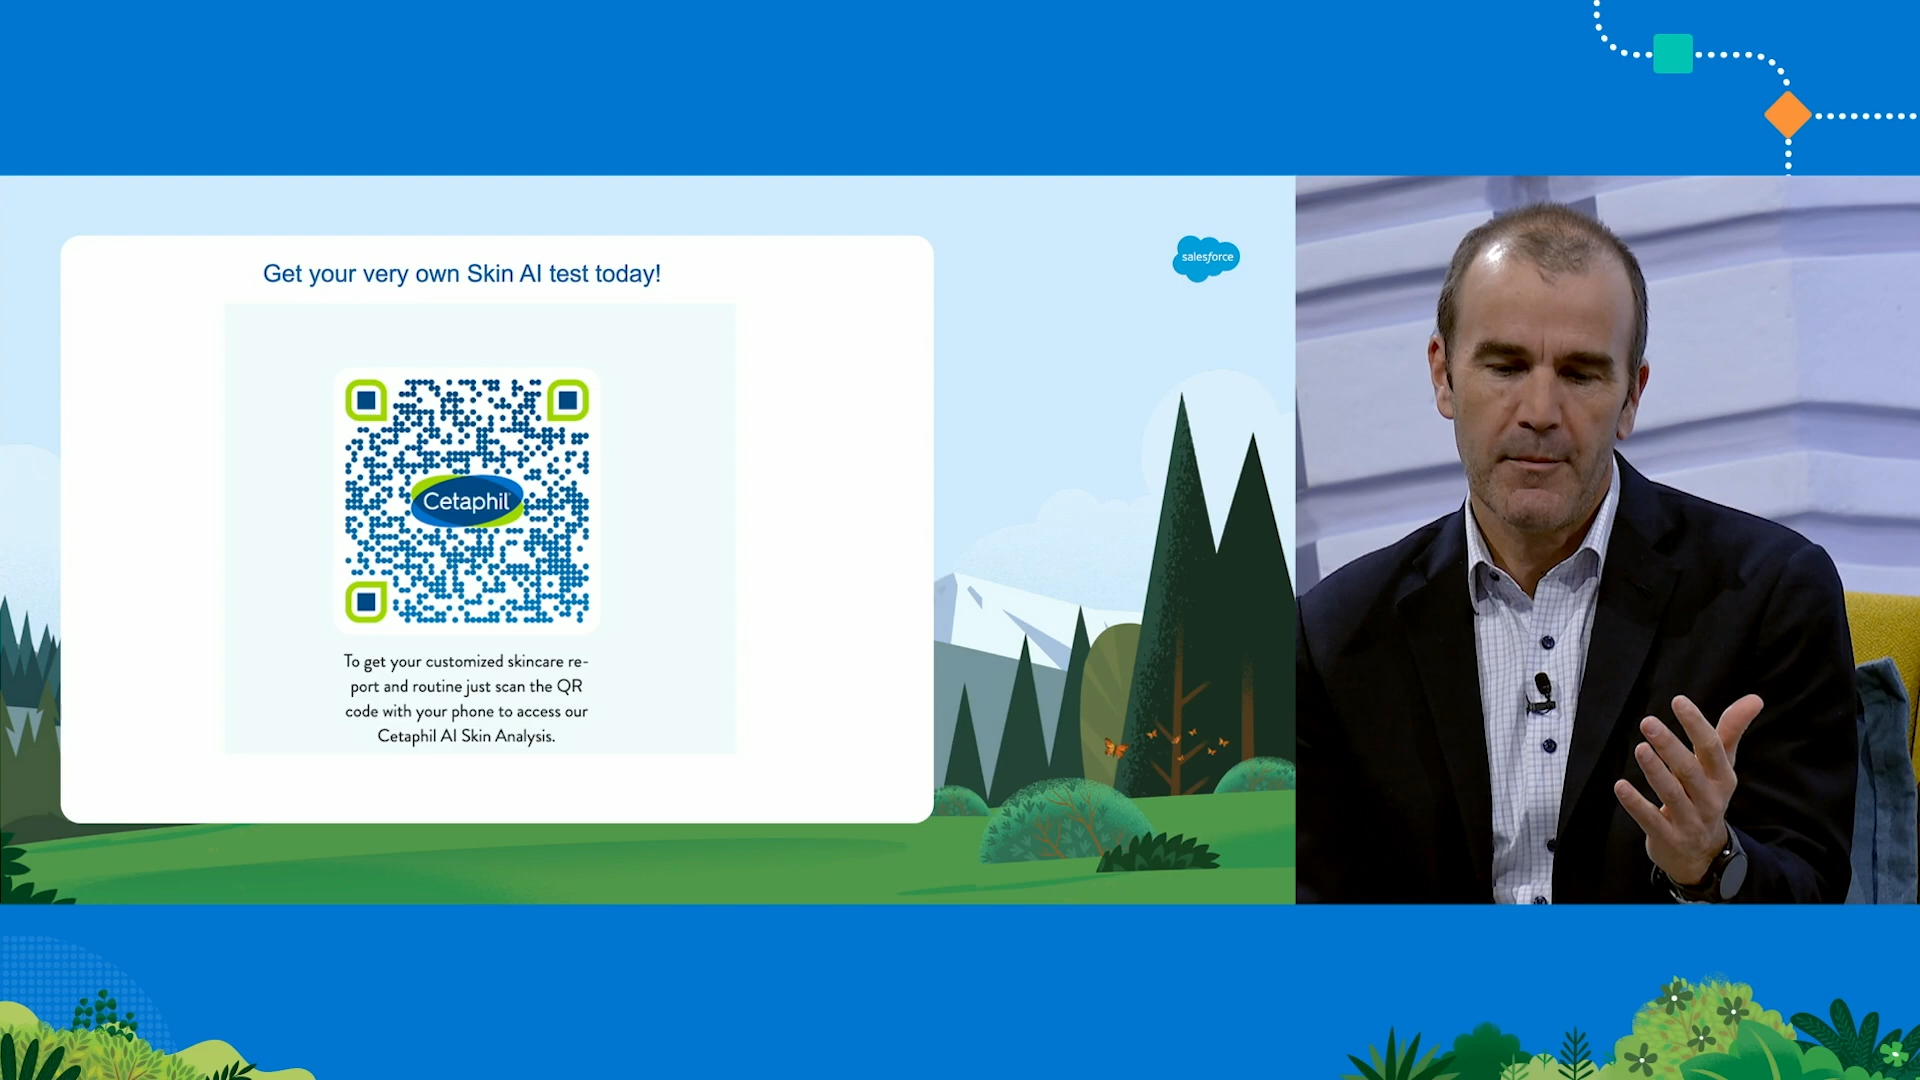 Get your very own Skin AI test today!
salesforce
Cetaphil
To get your customized skincare re-
port and routine just scan the QR
code with your phone to access our
Cetaphil AI Skin Analysis.